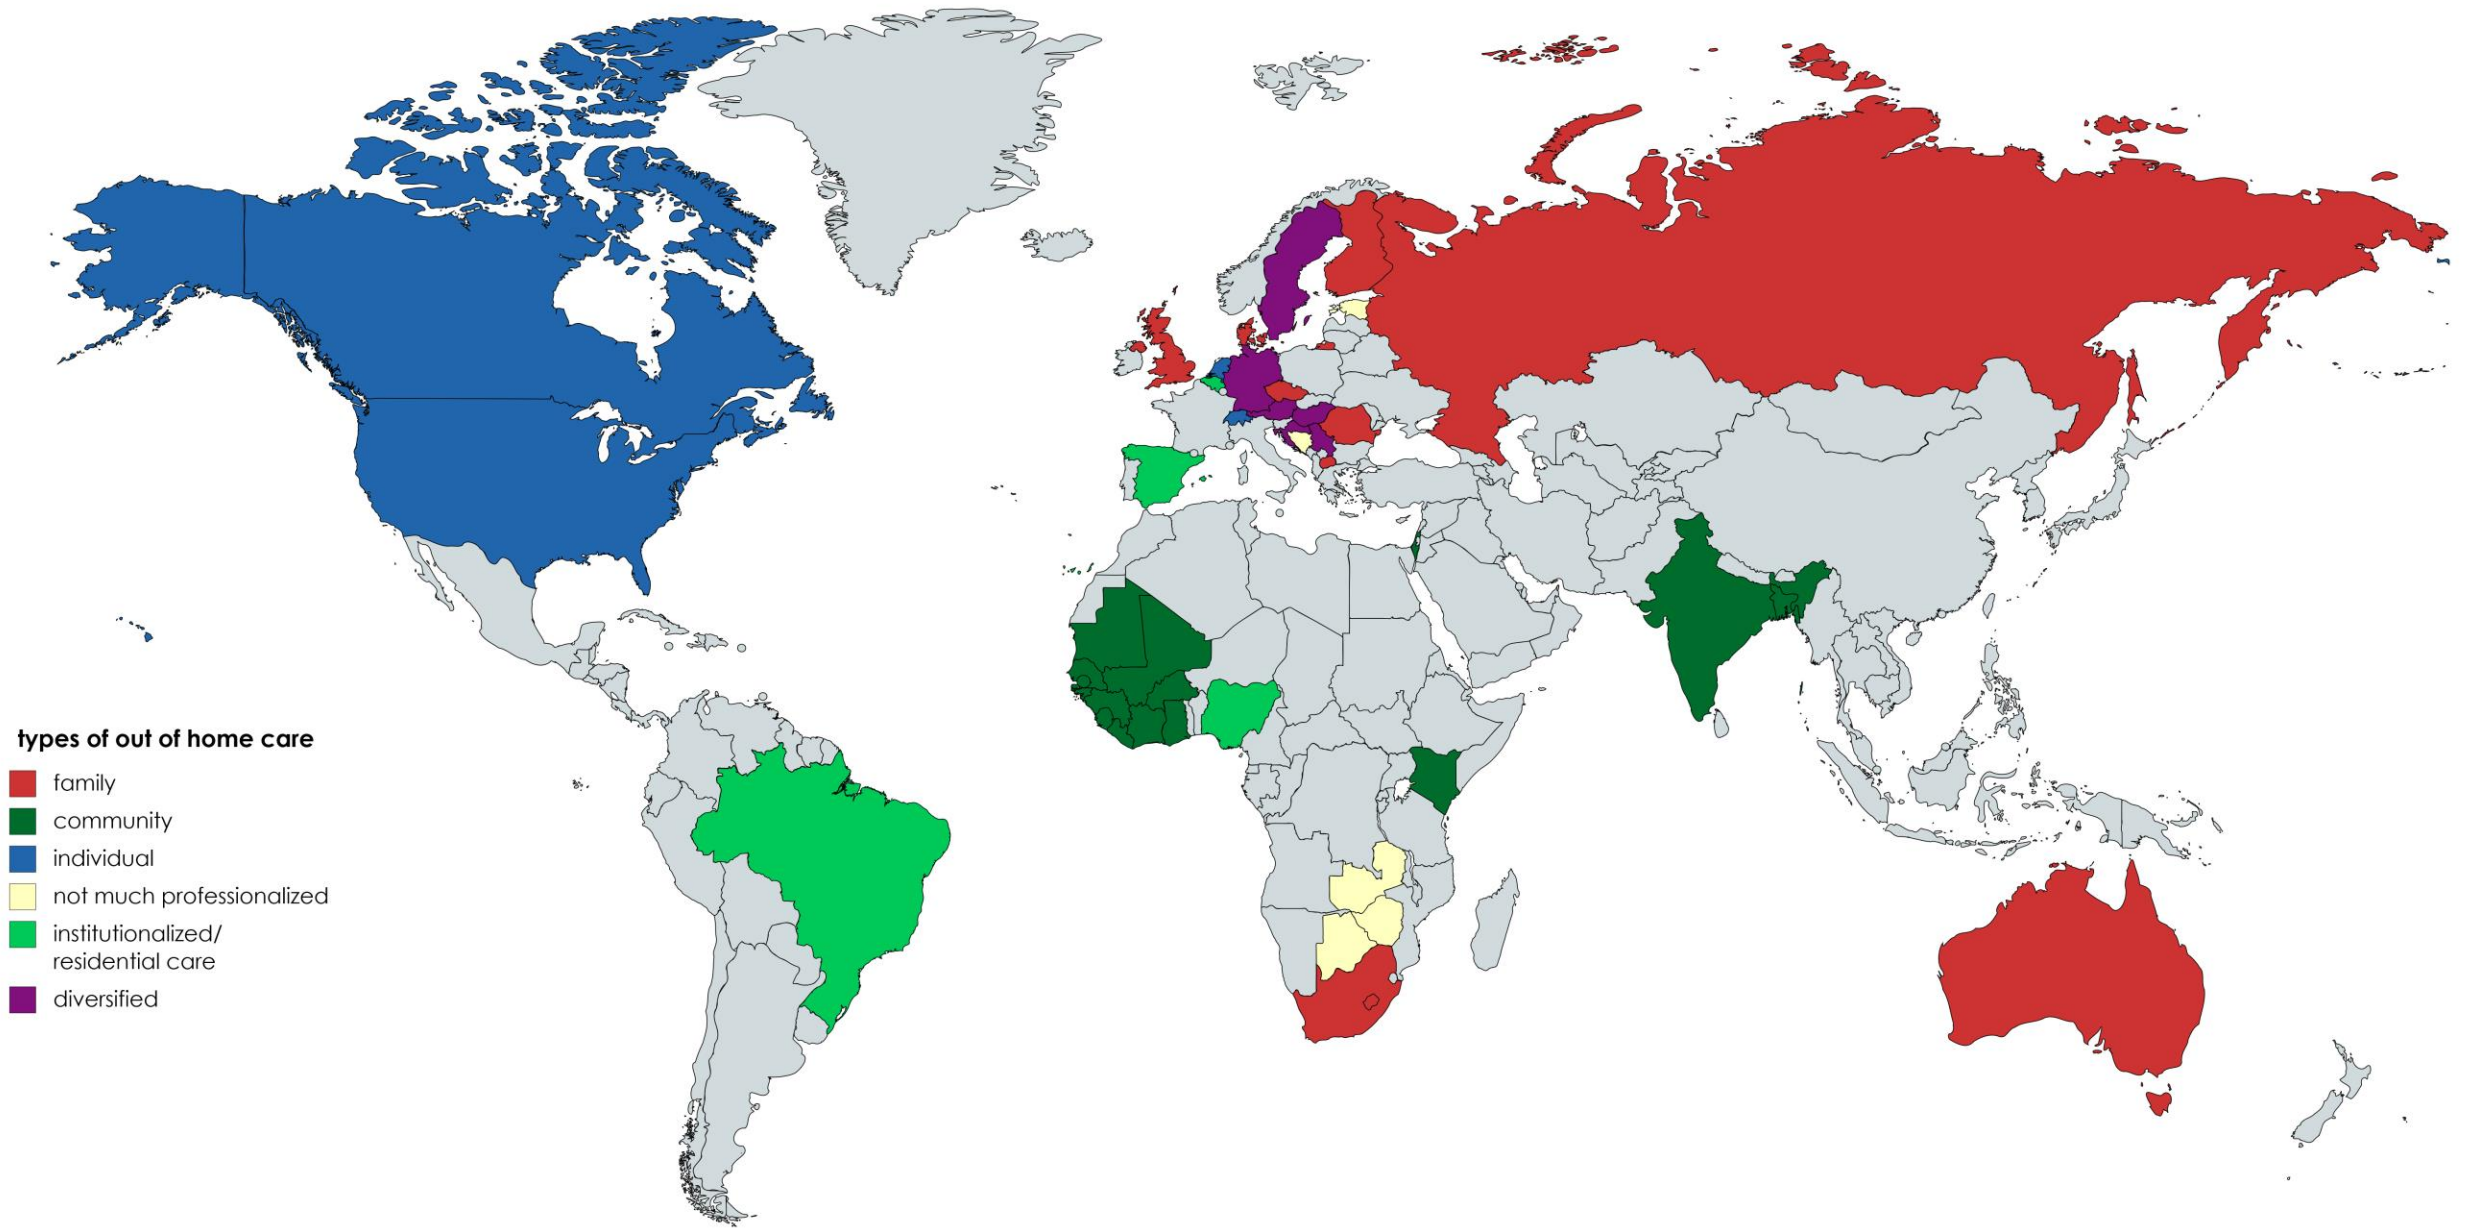 types of out of home care
family
community
individual
not much professionalized
institutionalized/
residential care
diversified